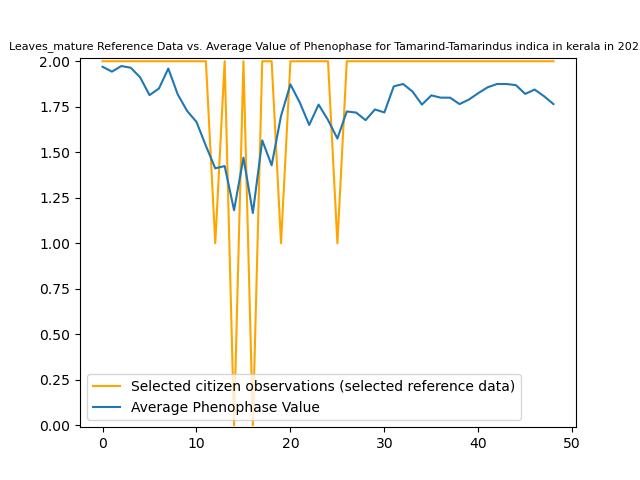 Leaves_mature Reference Data vs. Average Value of Phenophase for Tamarind-Tamarindus indica in kerala in 202
2.00
1.75
1.50
1.25
1.00
0.75
0.50
0.25
0.00
Selected citizen observations (selected reference data)
Average Phenophase Value
0 10 20 30 40 50